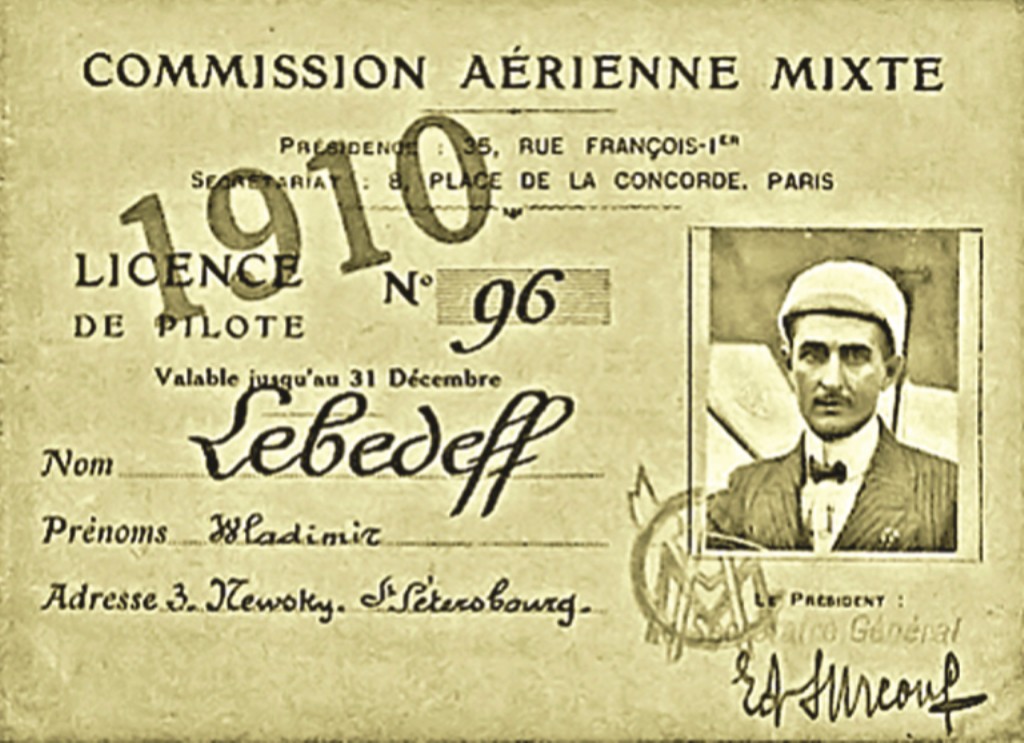 COMMISSION AÉRIENNE MIXTE
PRÉSIDENCE : 35, RUE FRANÇOIS-IER
SECRÉTARIAT : 8, PLACE DE LA CONCORDE. PARIS
1910
LICENCE
DE PILOTE
No 96
Valable jusqu'au 31 Décembre
Nom Lebedeff
Prénoms Wladimir
Adresse 3. Newsky. St Pétersbourg.
LE PRÉSIDENT :
Secrétaire Général
Ed Surcouf